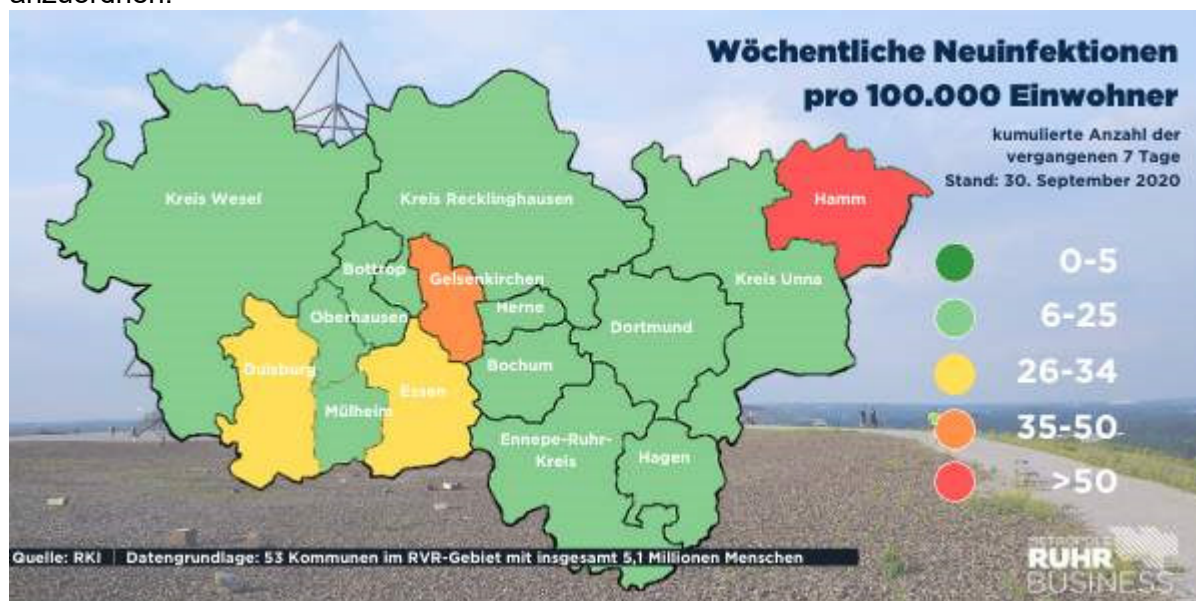 anzuordnen.
Wöchentliche Neuinfektionen
pro 100.000 Einwohner
kumulierte Anzahl der
vergangenen 7 Tage
Stand: 30. September 2020
Kreis Wesel
Kreis Recklinghausen
Hamm
Bottrop
Gelsenkirchen
Kreis Unna
Herne
Oberhausen
Dortmund
Duisburg
Bochum
Essen
Mülheim
Ennepe-Ruhr-
Kreis
Hagen
0-5
6-25
26-34
35-50
>50
Quelle: RKI | Datengrundlage: 53 Kommunen im RVR-Gebiet mit insgesamt 5,1 Millionen Menschen
METROPOLE
RUHR
BUSINESS